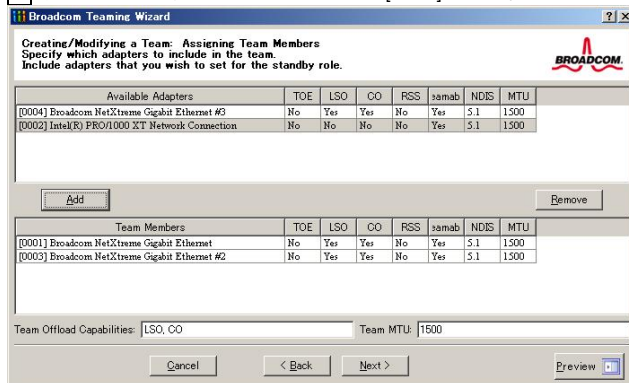 Broadcom Teaming Wizard
Creating/Modifying a Team: Assigning Team Members
Specify which adapters to include in the team.
Include adapters that you wish to set for the standby role.
BROADCOM.
Available Adapters TOE LSO CO RSS eamab NDIS MTU
[0004] Broadcom NetXtreme Gigabit Ethernet #3 No Yes Yes No Yes 5.1 1500
[0002] Intel(R) PRO/1000 XT Network Connection No No No No Yes 5.1 1500
Add Remove
Team Members TOE LSO CO RSS eamab NDIS MTU
[0001] Broadcom NetXtreme Gigabit Ethernet No Yes Yes No Yes 5.1 1500
[0003] Broadcom NetXtreme Gigabit Ethernet #2 No Yes Yes No Yes 5.1 1500
Team Offload Capabilities: LSO, CO Team MTU: 1500
Cancel < Back Next > Preview